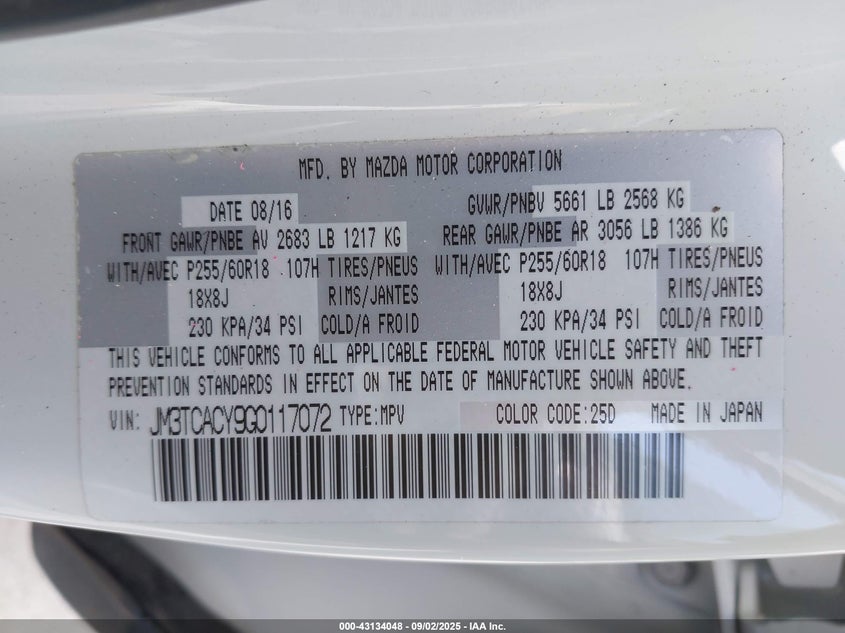 MFD. BY MAZDA MOTOR CORPORATION
DATE 08/16 GVWR/PNBV 5661 LB 2568 KG
FRONT GAWR/PNBE AV 2683 LB 1217 KG REAR GAWR/PNBE AR 3056 LB 1386 KG
WITH/AVEC P255/60R18 107H TIRES/PNEUS WITH/AVEC P255/60R18 107H TIRES/PNEUS
18X8J RIMS/JANTES 18X8J RIMS/JANTES
230 KPA/34 PSI COLD/A FROID 230 KPA/34 PSI COLD/A FROID
THIS VEHICLE CONFORMS TO ALL APPLICABLE FEDERAL MOTOR VEHICLE SAFETY AND THEFT
PREVENTION STANDARDS IN EFFECT ON THE DATE OF MANUFACTURE SHOWN ABOVE.
VIN: JM3TCACY9G0117072 TYPE:MPV COLOR CODE:25D MADE IN JAPAN
000-43134048 - 09/02/2025 - IAA Inc.